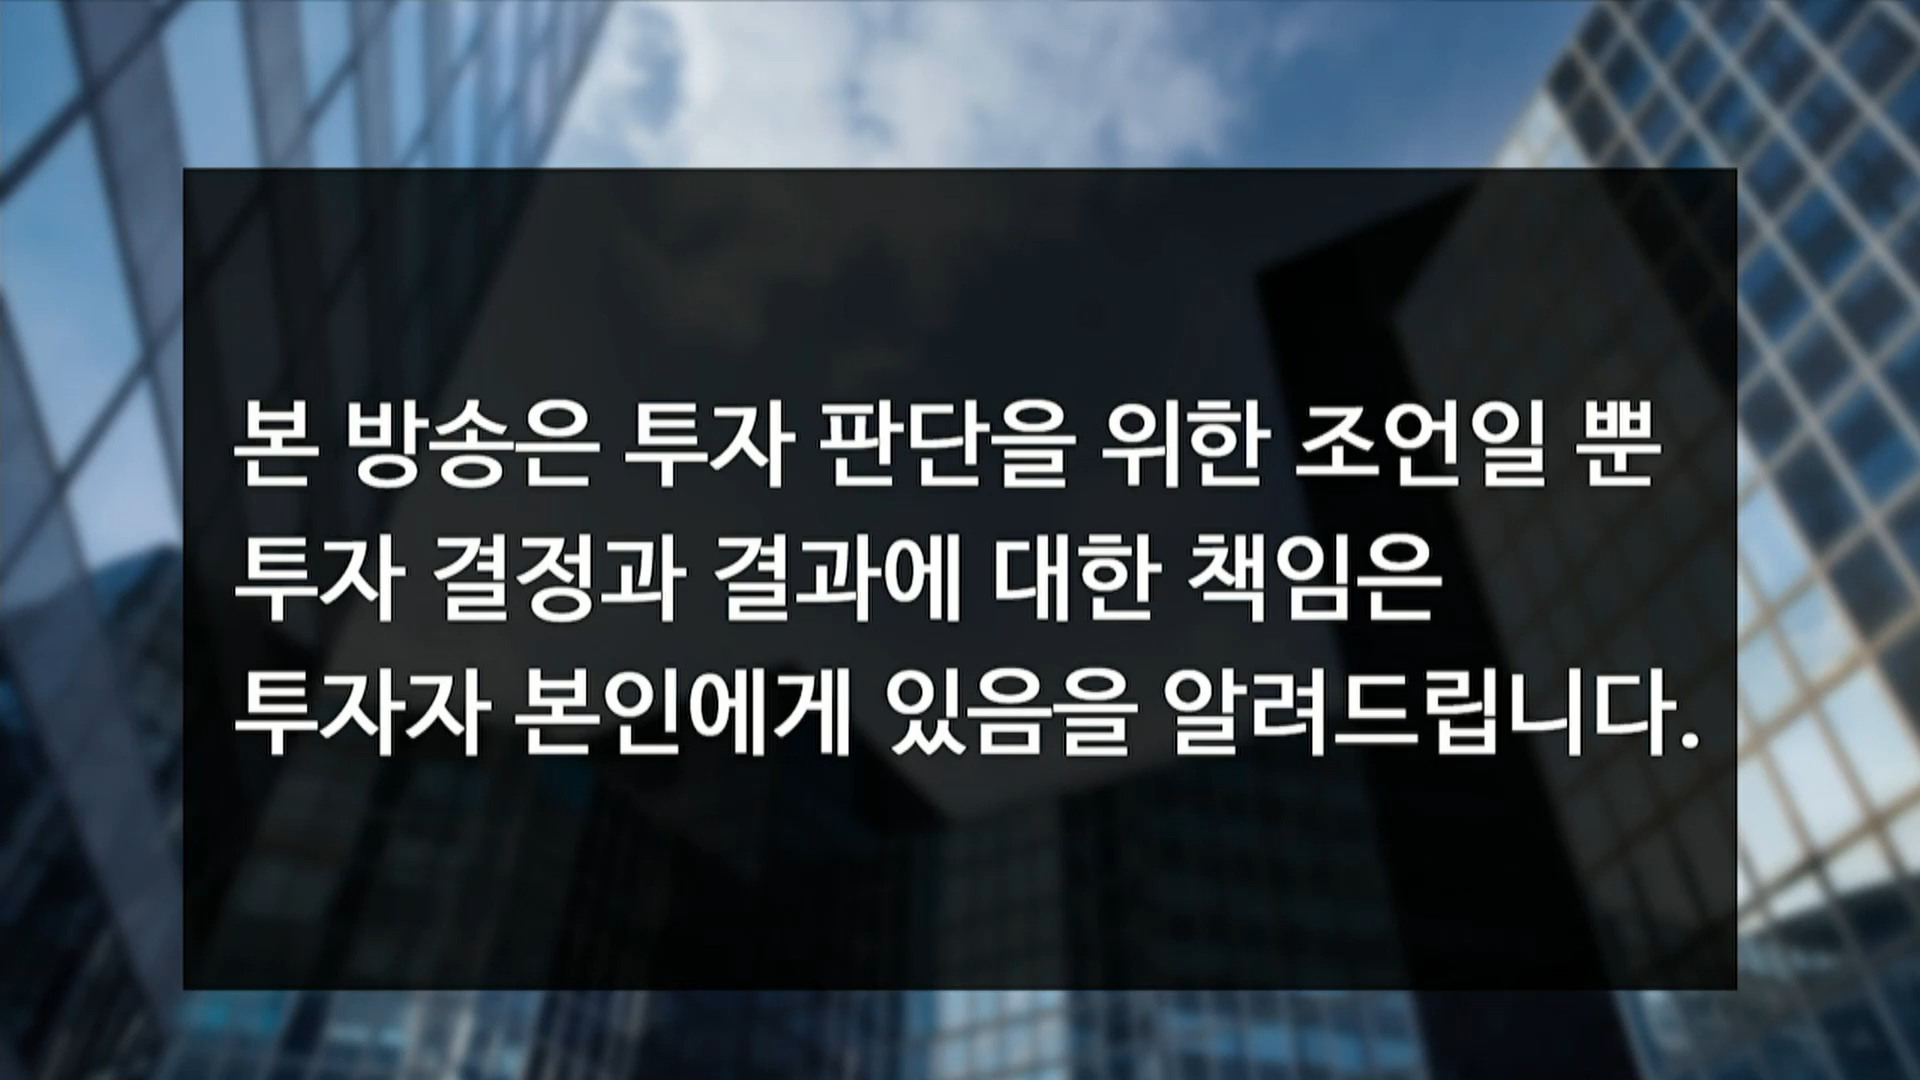 본 방송은 투자 판단을 위한 조언일 뿐
투자 결정과 결과에 대한 책임은
투자자 본인에게 있음을 알려드립니다.